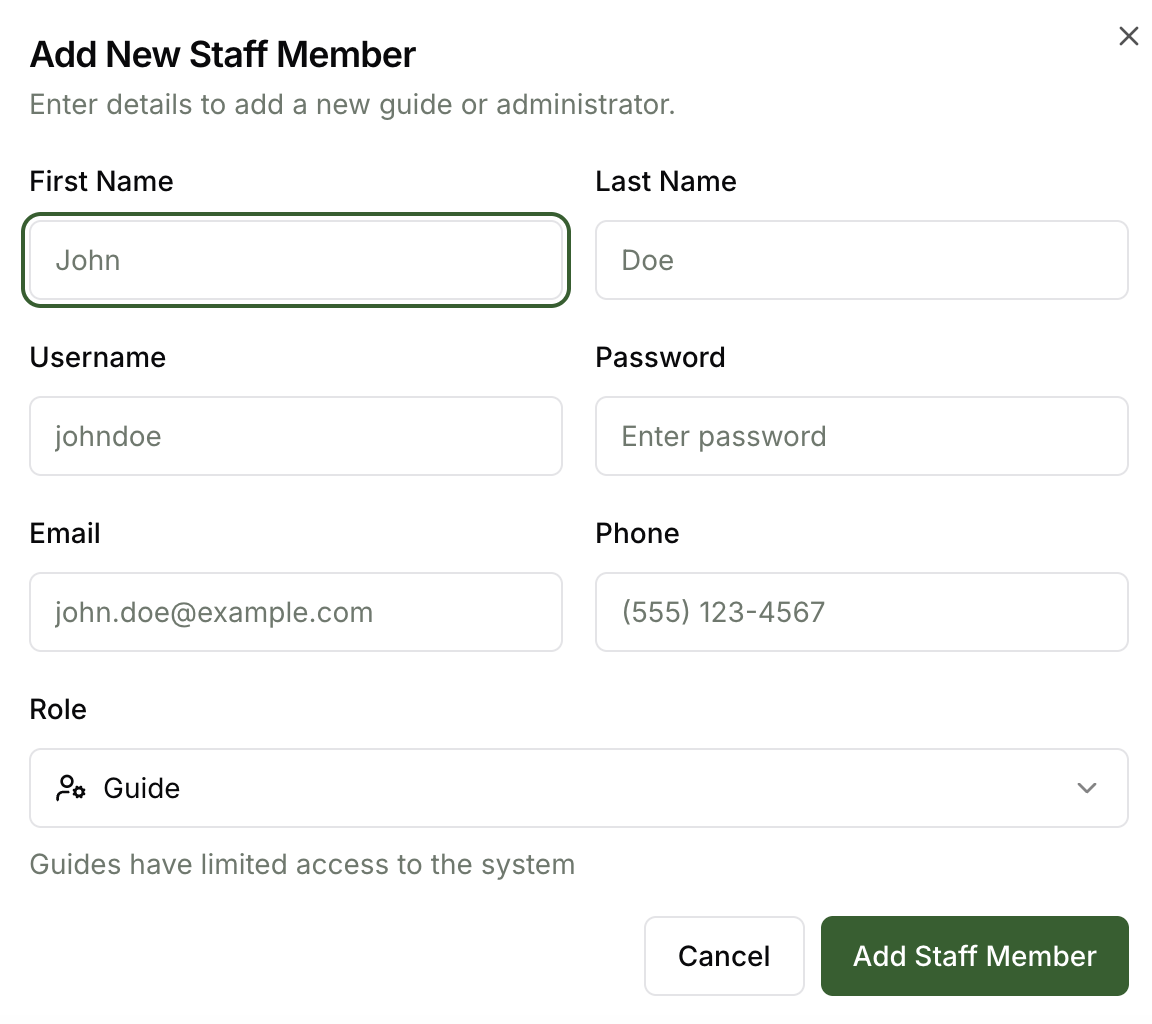 Add New Staff Member
Enter details to add a new guide or administrator.
First Name
Last Name
John
Doe
Username
Password
johndoe
Enter password
Email
Phone
john.doe@example.com
(555) 123-4567
Role
Guide
Guides have limited access to the system
Cancel
Add Staff Member